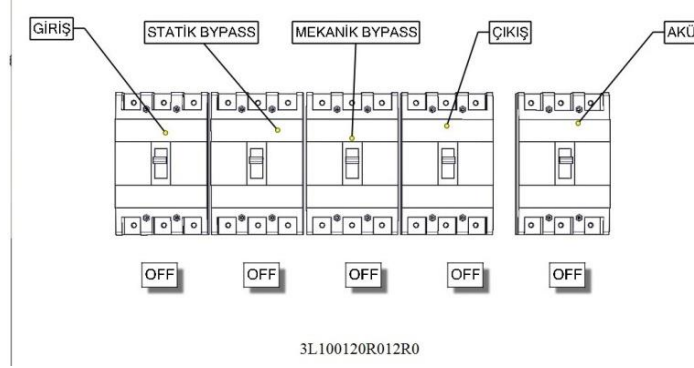 GİRİŞ STATİK BYPASS MEKANİK BYPASS ÇIKIŞ AKÜ
OFF OFF OFF OFF OFF
3L100120R012R0